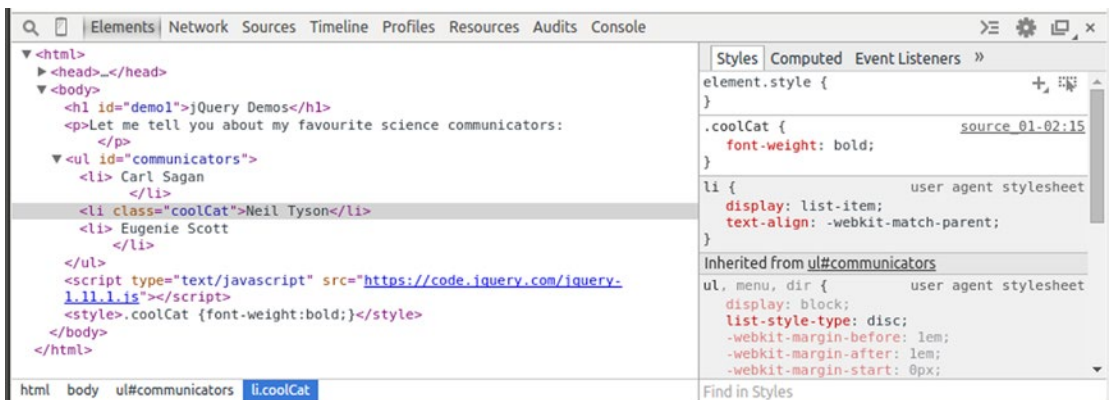 Elements Network Sources Timeline Profiles Resources Audits Console
▼<html>
▶<head>…</head>
▼<body>
<h1 id="demo1">jQuery Demos</h1>
<p>Let me tell you about my favourite science communicators:
</p>
▼<ul id="communicators">
<li> Carl Sagan
</li>
<li class="coolCat">Neil Tyson</li>
<li> Eugenie Scott
</li>
</ul>
<script type="text/javascript" src="https://code.jquery.com/jquery-
1.11.1.js"></script>
<style>.coolCat {font-weight:bold;}</style>
</body>
</html>
html body ul#communicators li.coolCat
Styles Computed Event Listeners »
element.style {
}
.coolCat { source_01-02:15
font-weight: bold;
}
li { user agent stylesheet
display: list-item;
text-align: -webkit-match-parent;
}
Inherited from ul#communicators
ul, menu, dir { user agent stylesheet
display: block;
list-style-type: disc;
-webkit-margin-before: 1em;
-webkit-margin-after: 1em;
-webkit-margin-start: 0px;
Find in Styles